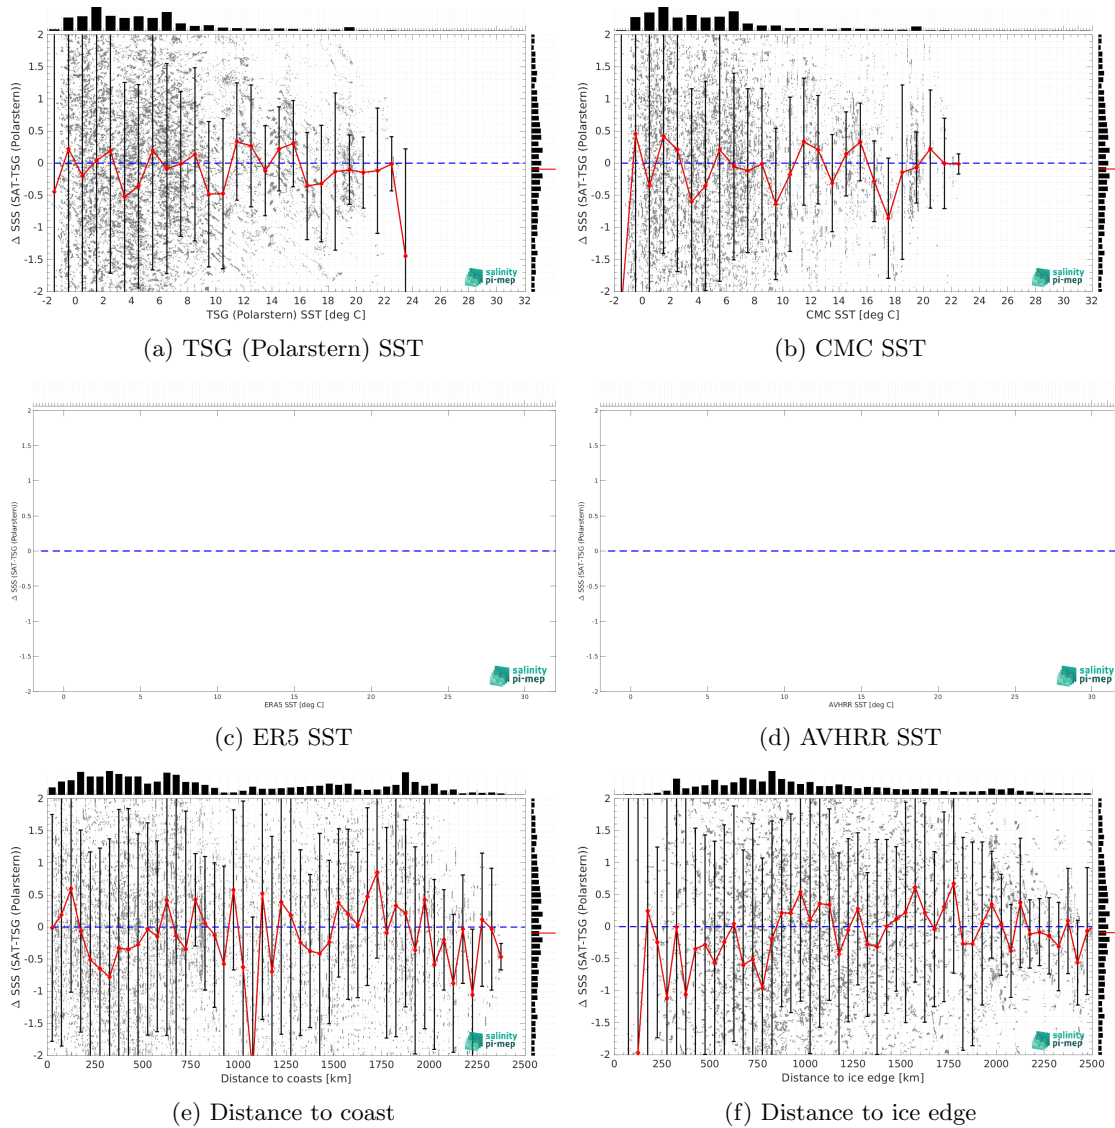 Δ SSS (SAT-TSG (Polarstern))
2
1.5
1
0.5
0
-0.5
-1
-1.5
-2
-2 0 2 4 6 8 10 12 14 16 18 20 22 24 26 28 30 32
TSG (Polarstern) SST [deg C]
salinity
pi-mep
(a) TSG (Polarstern) SST
Δ SSS (SAT-TSG (Polarstern))
2
1.5
1
0.5
0
-0.5
-1
-1.5
-2
-2 0 2 4 6 8 10 12 14 16 18 20 22 24 26 28 30 32
CMC SST [deg C]
salinity
pi-mep
(b) CMC SST
Δ SSS (SAT-TSG (Polarstern))
2
1.5
1
0.5
0
-0.5
-1
-1.5
-2
0 5 10 15 20 25 30
ERA5 SST [deg C]
salinity
pi-mep
(c) ER5 SST
Δ SSS (SAT-TSG (Polarstern))
2
1.5
1
0.5
0
-0.5
-1
-1.5
-2
0 5 10 15 20 25 30
AVHRR SST [deg C]
salinity
pi-mep
(d) AVHRR SST
Δ SSS (SAT-TSG (Polarstern))
2
1.5
1
0.5
0
-0.5
-1
-1.5
-2
0 250 500 750 1000 1250 1500 1750 2000 2250 2500
Distance to coasts [km]
salinity
pi-mep
(e) Distance to coast
Δ SSS (SAT-TSG (Polarstern))
2
1.5
1
0.5
0
-0.5
-1
-1.5
-2
0 250 500 750 1000 1250 1500 1750 2000 2250 2500
Distance to ice edge [km]
salinity
pi-mep
(f) Distance to ice edge